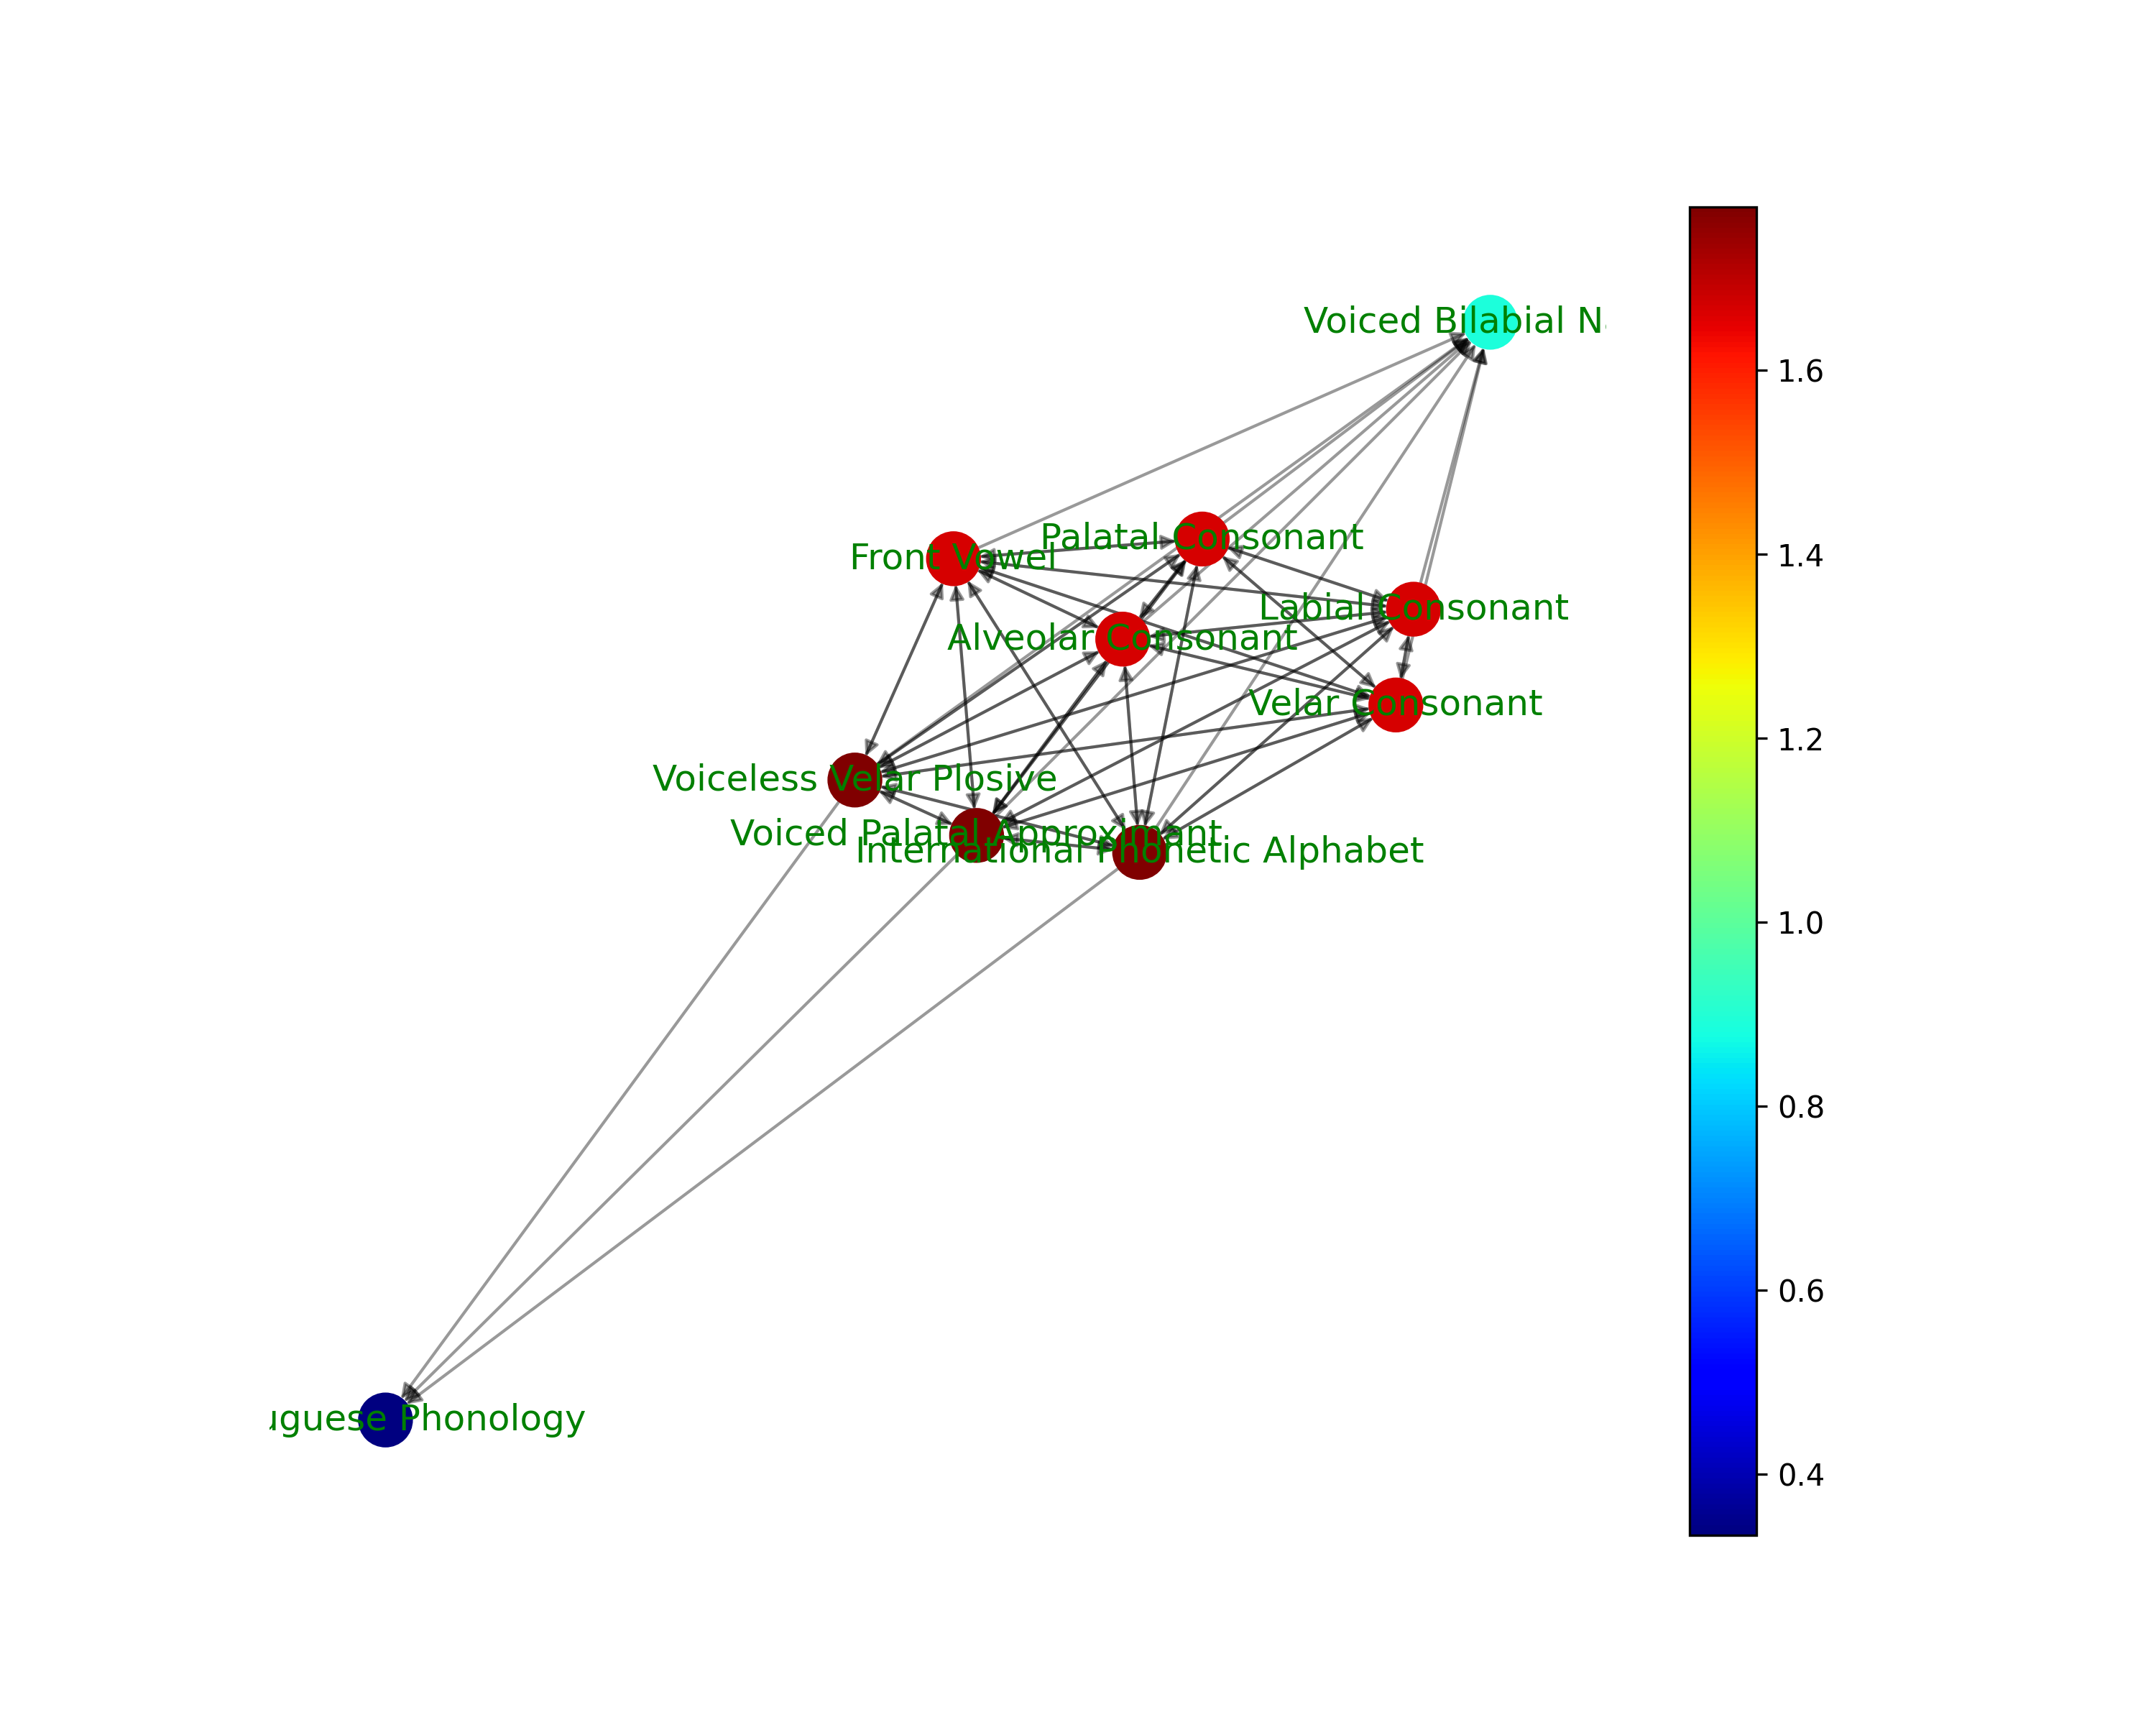 Voiced Bilabial N
1.6
Palatal Consonant
Front Vowel
1.4
Labial Consonant
Alveolar Consonant
Velar Consonant
1.2
Voiceless Velar Plosive
Voiced Palatal Approximant
International Phonetic Alphabet
1.0
0.8
0.6
uguese Phonology
0.4